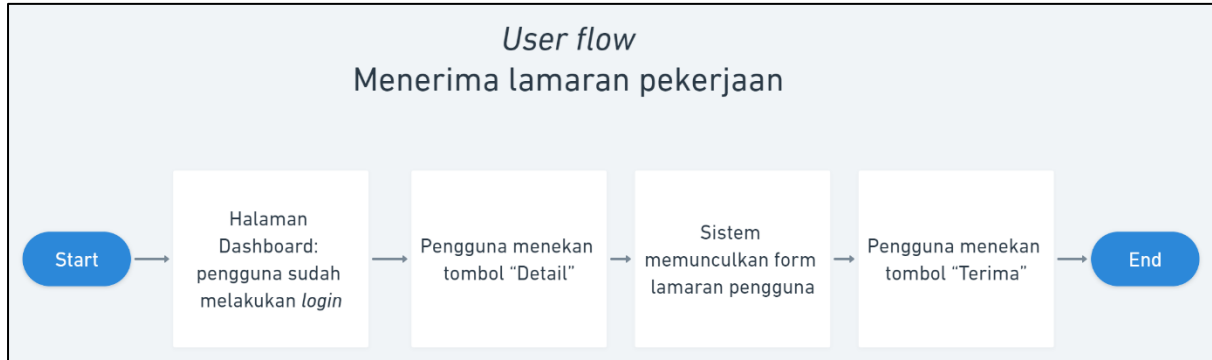 User flow
Menerima lamaran pekerjaan
Start
Halaman
Dashboard:
pengguna sudah
melakukan login
Pengguna menekan
tombol “Detail”
Sistem
memunculkan form
lamaran pengguna
Pengguna menekan
tombol “Terima”
End